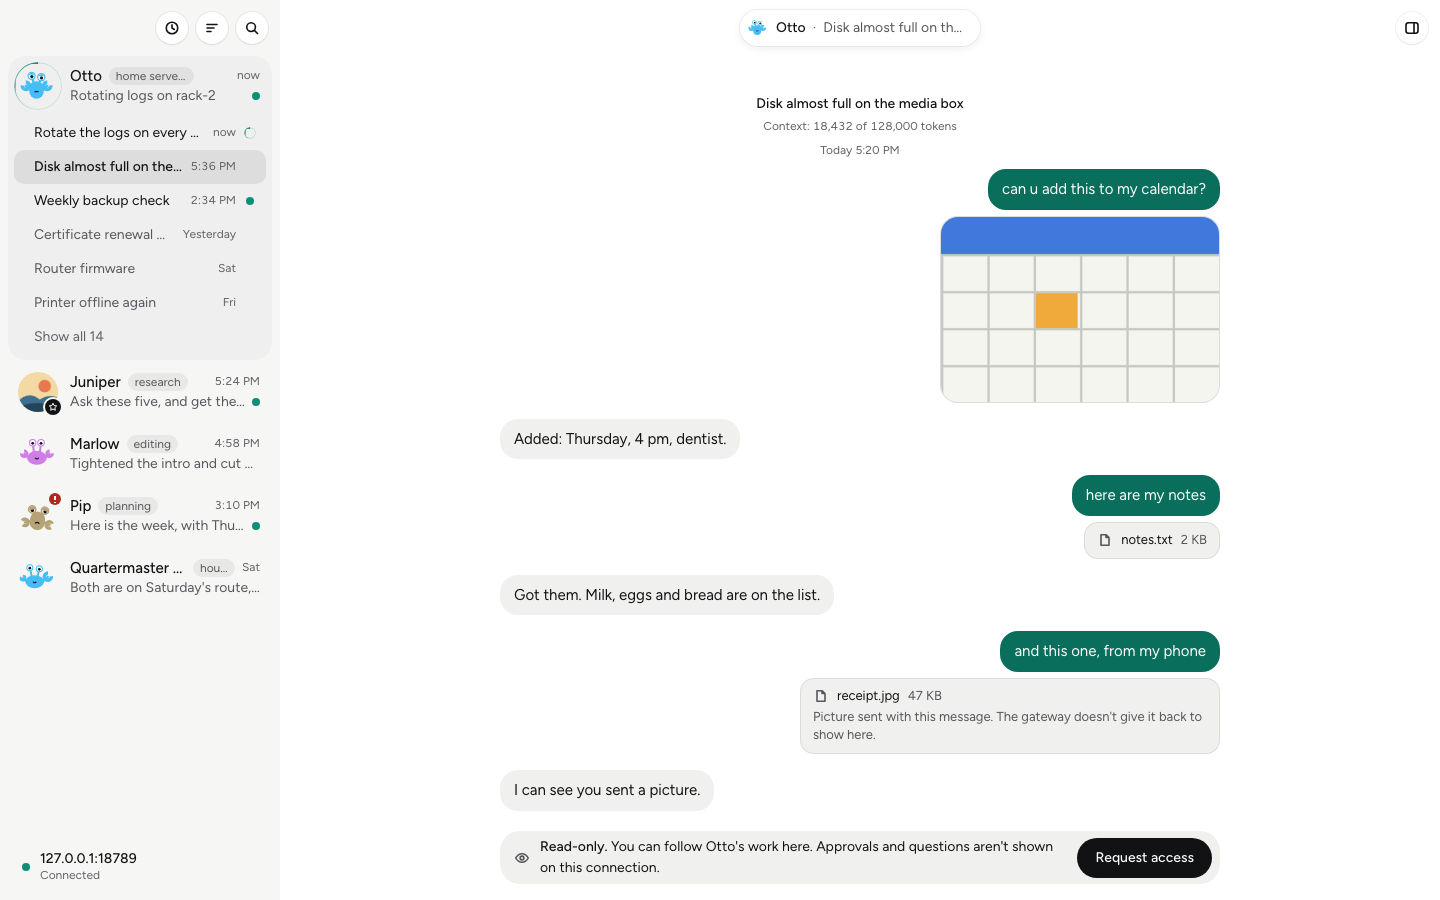 Otto home serve... now
Rotating logs on rack-2
Rotate the logs on every ... now
Disk almost full on the... 5:36 PM
Weekly backup check 2:34 PM
Certificate renewal ... Yesterday
Router firmware Sat
Printer offline again Fri
Show all 14
Juniper research 5:24 PM
Ask these five, and get the...
Marlow editing 4:58 PM
Tightened the intro and cut ...
Pip planning 3:10 PM
Here is the week, with Thu...
Quartermaster ... hou... Sat
Both are on Saturday's route,...
127.0.0.1:18789
Connected
Otto · Disk almost full on th...
Disk almost full on the media box
Context: 18,432 of 128,000 tokens
Today 5:20 PM
can u add this to my calendar?
Added: Thursday, 4 pm, dentist.
here are my notes
notes.txt 2 KB
Got them. Milk, eggs and bread are on the list.
and this one, from my phone
receipt.jpg 47 KB
Picture sent with this message. The gateway doesn't give it back to
show here.
I can see you sent a picture.
Read-only. You can follow Otto's work here. Approvals and questions aren't shown
on this connection.
Request access